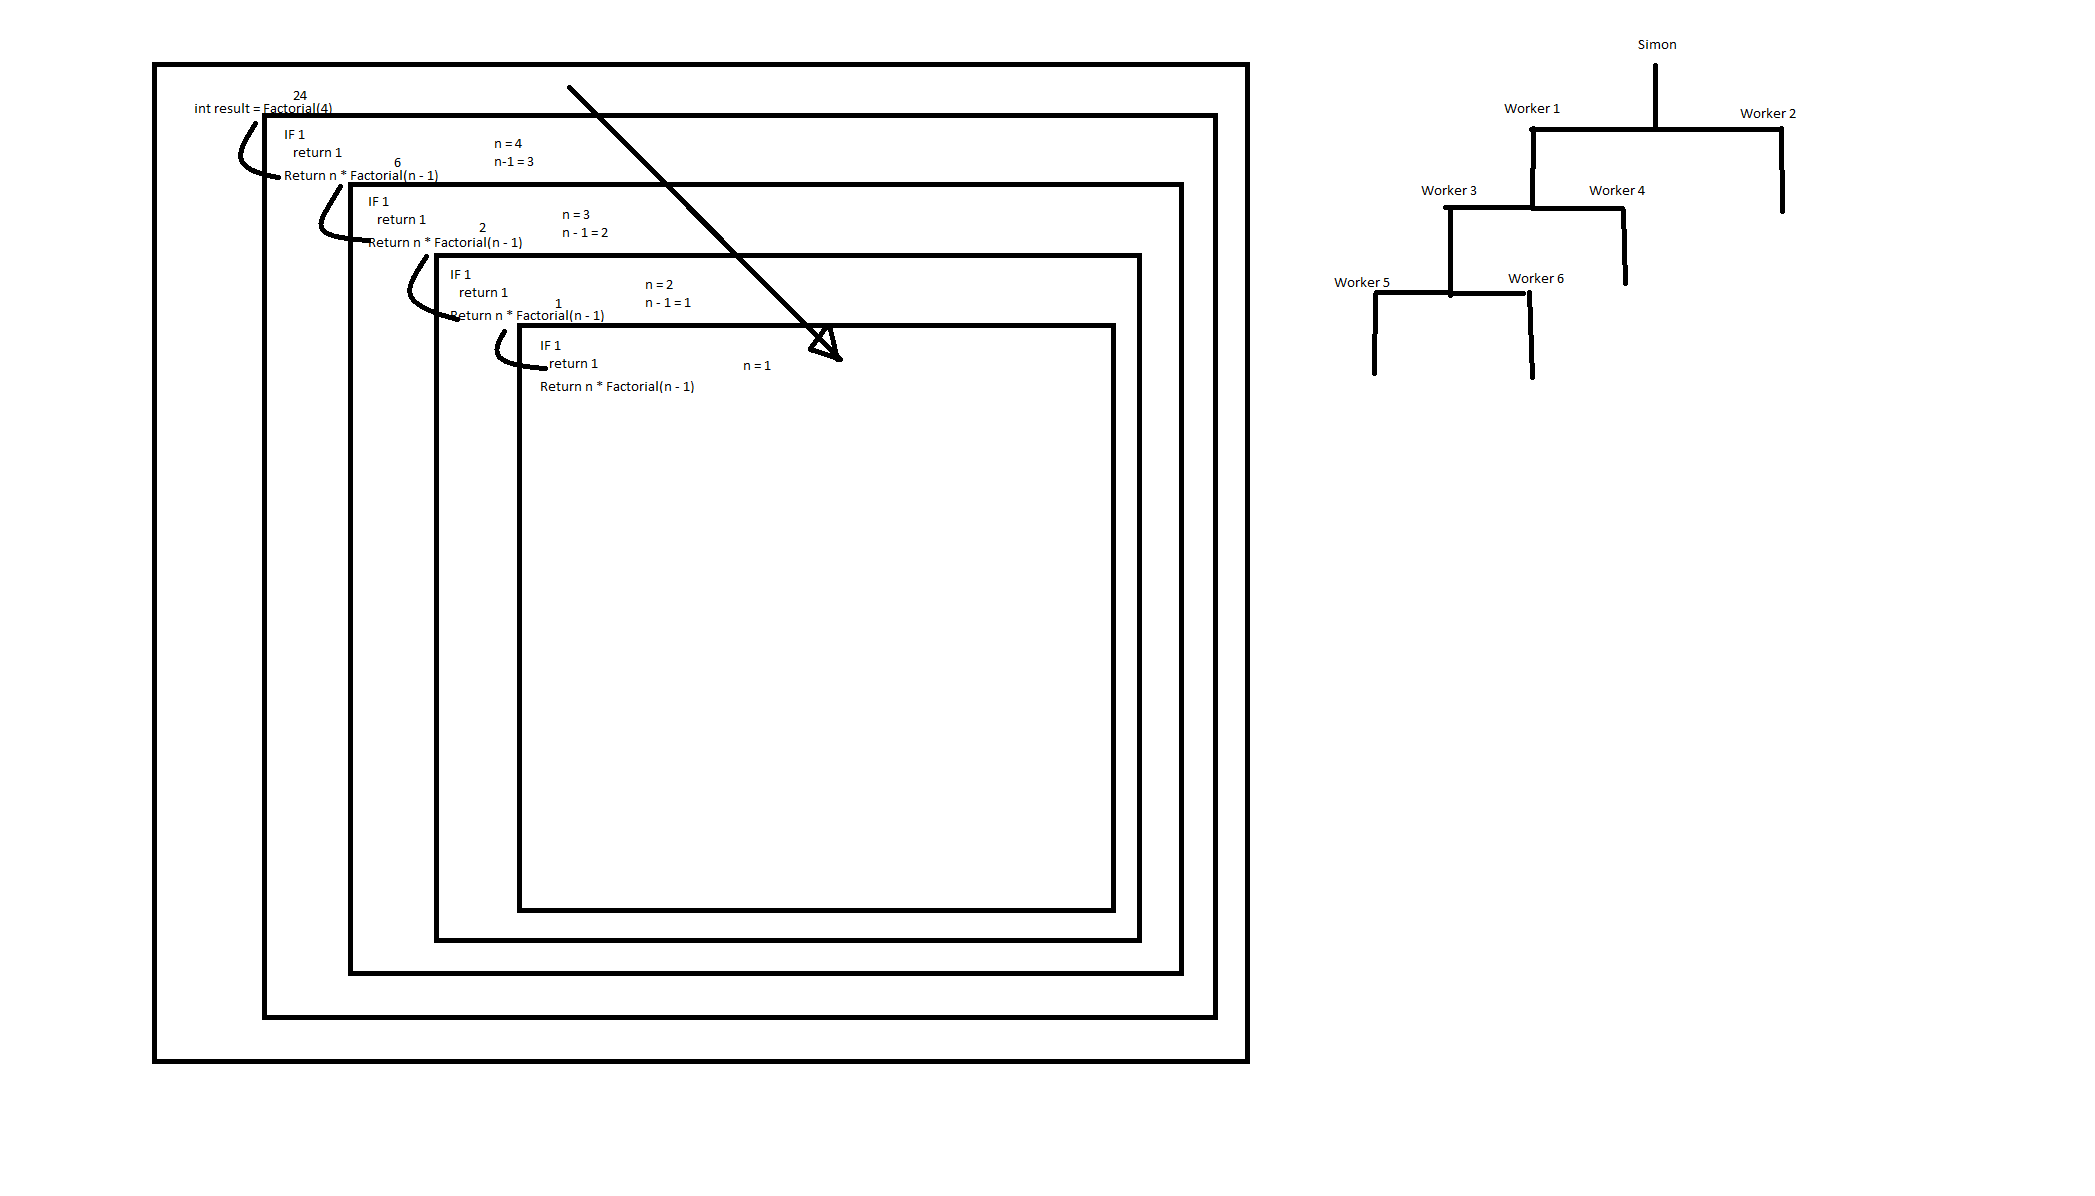 24
int result = Factorial(4)
IF 1
return 1
n = 4
n-1 = 3
6
Return n * Factorial(n - 1)
IF 1
return 1
n = 3
n - 1 = 2
2
Return n * Factorial(n - 1)
IF 1
return 1
n = 2
n - 1 = 1
1
Return n * Factorial(n - 1)
IF 1
return 1
n = 1
Return n * Factorial(n - 1)
Simon
Worker 1
Worker 2
Worker 3
Worker 4
Worker 5
Worker 6